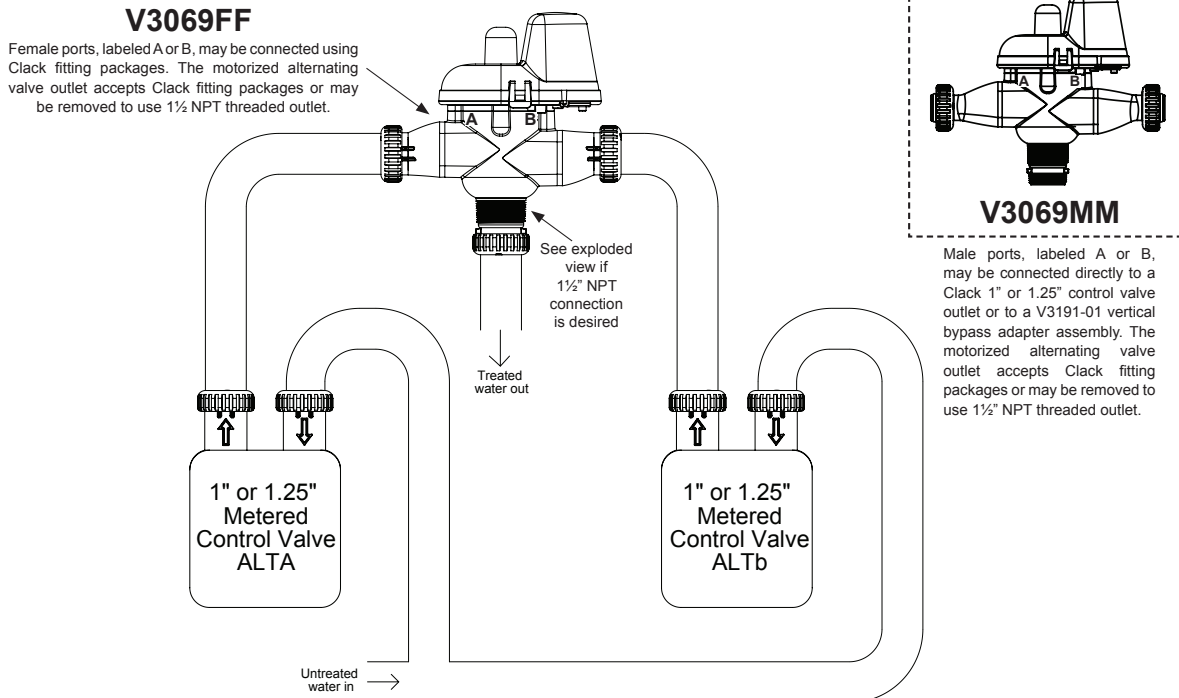 V3069FF
Female ports, labeled A or B, may be connected using
Clack fitting packages. The motorized alternating
valve outlet accepts Clack fitting packages or may
be removed to use 1½ NPT threaded outlet.
A B
See exploded
view if
1½” NPT
connection
is desired
Treated
water out
1" or 1.25"
Metered
Control Valve
ALTA
1" or 1.25"
Metered
Control Valve
ALTb
Untreated
water in
A B
V3069MM
Male ports, labeled A or B,
may be connected directly to a
Clack 1” or 1.25” control valve
outlet or to a V3191-01 vertical
bypass adapter assembly. The
motorized alternating valve
outlet accepts Clack fitting
packages or may be removed to
use 1½” NPT threaded outlet.